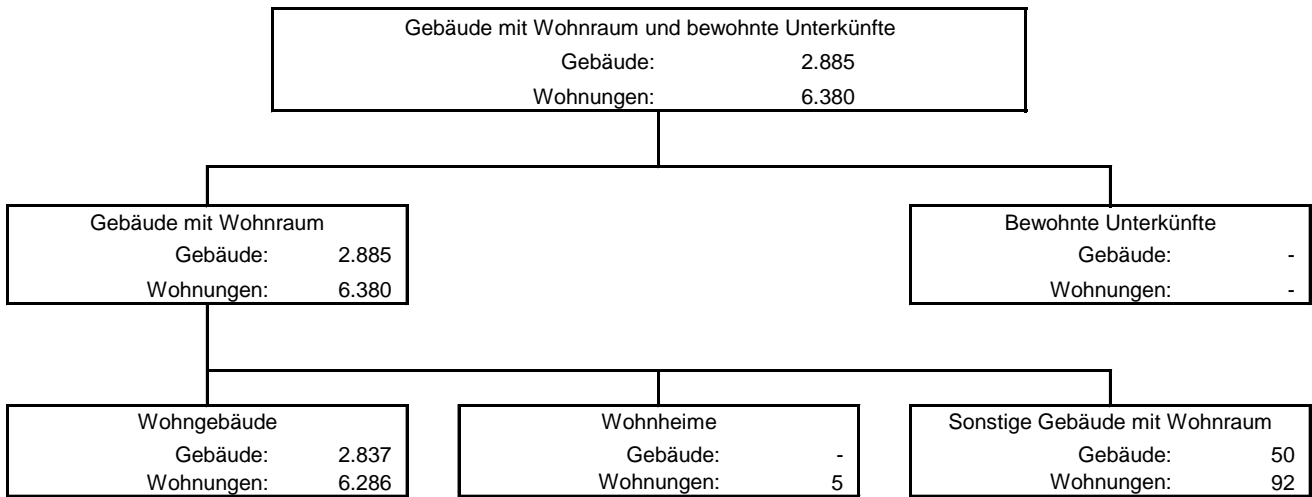 Gebäude mit Wohnraum und bewohnte Unterkünfte
Gebäude: 2.885
Wohnungen: 6.380
Gebäude mit Wohnraum
Gebäude: 2.885
Wohnungen: 6.380
Bewohnte Unterkünfte
Gebäude: -
Wohnungen: -
Wohngebäude
Gebäude: 2.837
Wohnungen: 6.286
Wohnheime
Gebäude: -
Wohnungen: 5
Sonstige Gebäude mit Wohnraum
Gebäude: 50
Wohnungen: 92